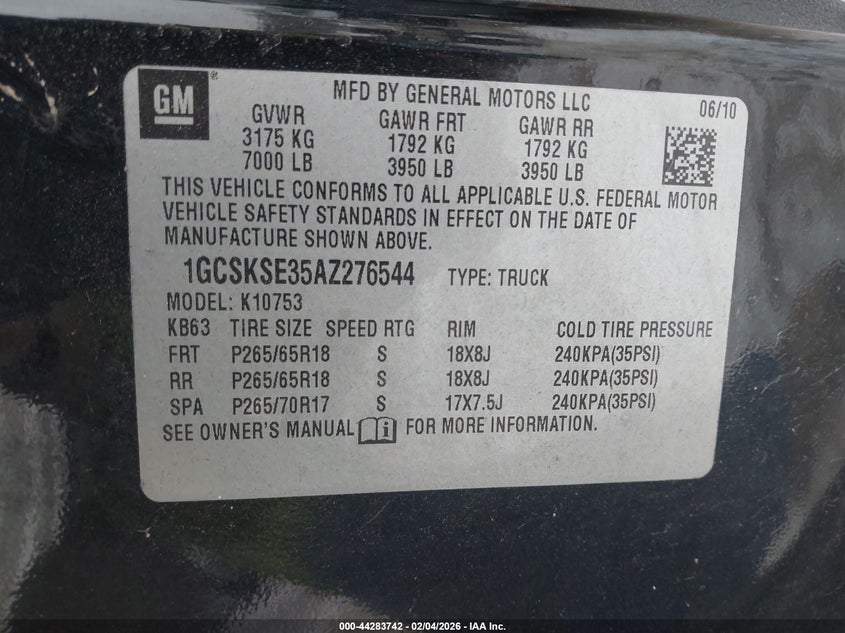 GM®
MFD BY GENERAL MOTORS LLC
06/10
GVWR GAWR FRT GAWR RR
3175 KG 1792 KG 1792 KG
7000 LB 3950 LB 3950 LB
THIS VEHICLE CONFORMS TO ALL APPLICABLE U.S. FEDERAL MOTOR
VEHICLE SAFETY STANDARDS IN EFFECT ON THE DATE OF
MANUFACTURE SHOWN ABOVE.
1GCSKSE35AZ276544 TYPE: TRUCK
MODEL: K10753
KB63 TIRE SIZE SPEED RTG RIM COLD TIRE PRESSURE
FRT P265/65R18 S 18X8J 240KPA(35PSI)
RR P265/65R18 S 18X8J 240KPA(35PSI)
SPA P265/70R17 S 17X7.5J 240KPA(35PSI)
SEE OWNER'S MANUAL FOR MORE INFORMATION.
000-44283742 - 02/04/2026 - IAA Inc.